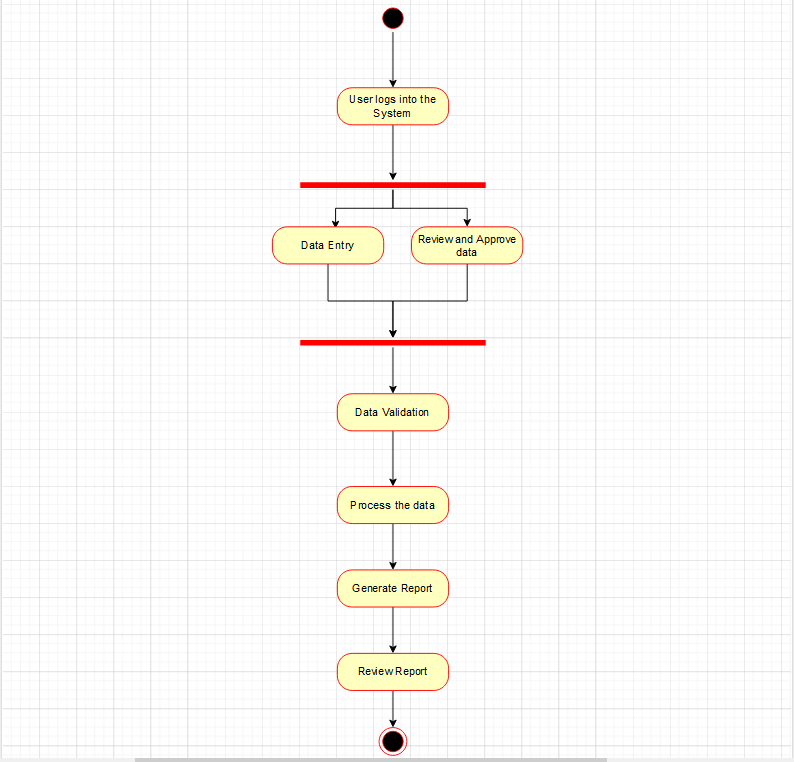 User logs into the
System
Data Entry
Review and Approve
data
Data Validation
Process the data
Generate Report
Review Report